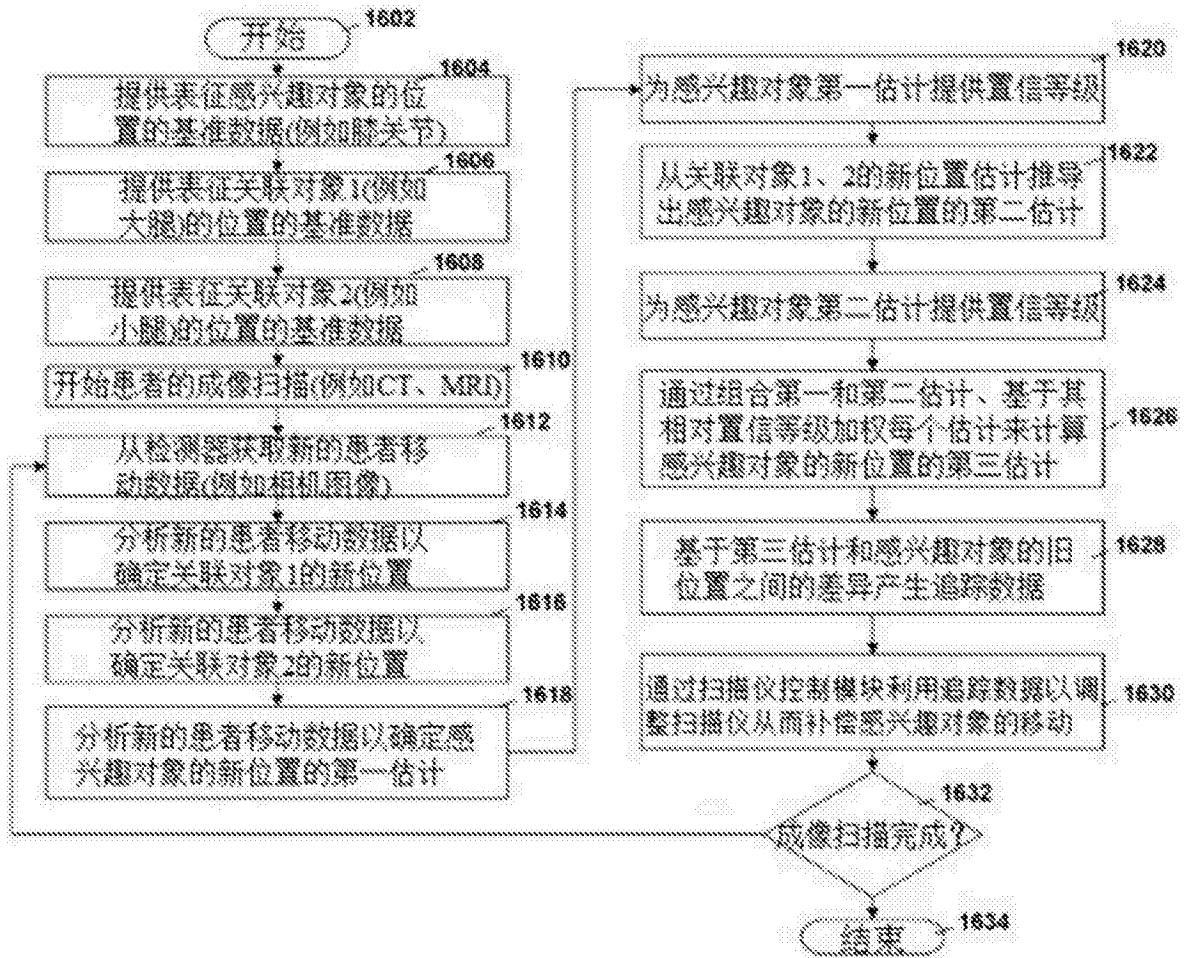 开始
1602
1604
提供表征感兴趣对象的位
置的基准数据(例如膝关节)
1606
提供表征关联对象1(例如
大腿)的位置的基准数据
1608
提供表征关联对象2(例如
小腿)的位置的基准数据
1610
开始患者的成像扫描(例如CT、MRI)
1612
从检测器获取新的患者移
动数据(例如相机图像)
1614
分析新的患者移动数据以
确定关联对象1的新位置
1616
分析新的患者移动数据以
确定关联对象2的新位置
1618
分析新的患者移动数据以确定感
兴趣对象的新位置的第一估计
1620
为感兴趣对象第一估计提供置信等级
1622
从关联对象1、2的新位置估计推导
出感兴趣对象的新位置的第二估计
1624
为感兴趣对象第二估计提供置信等级
通过组合第一和第二估计、基于其
相对置信等级加权每个估计来计算
感兴趣对象的新位置的第三估计
1626
基于第三估计和感兴趣对象的旧
位置之间的差异产生追踪数据
1628
通过扫描仪控制模块利用追踪数据以调
整扫描仪从而补偿感兴趣对象的移动
1630
1632
成像扫描完成?
结束
1634